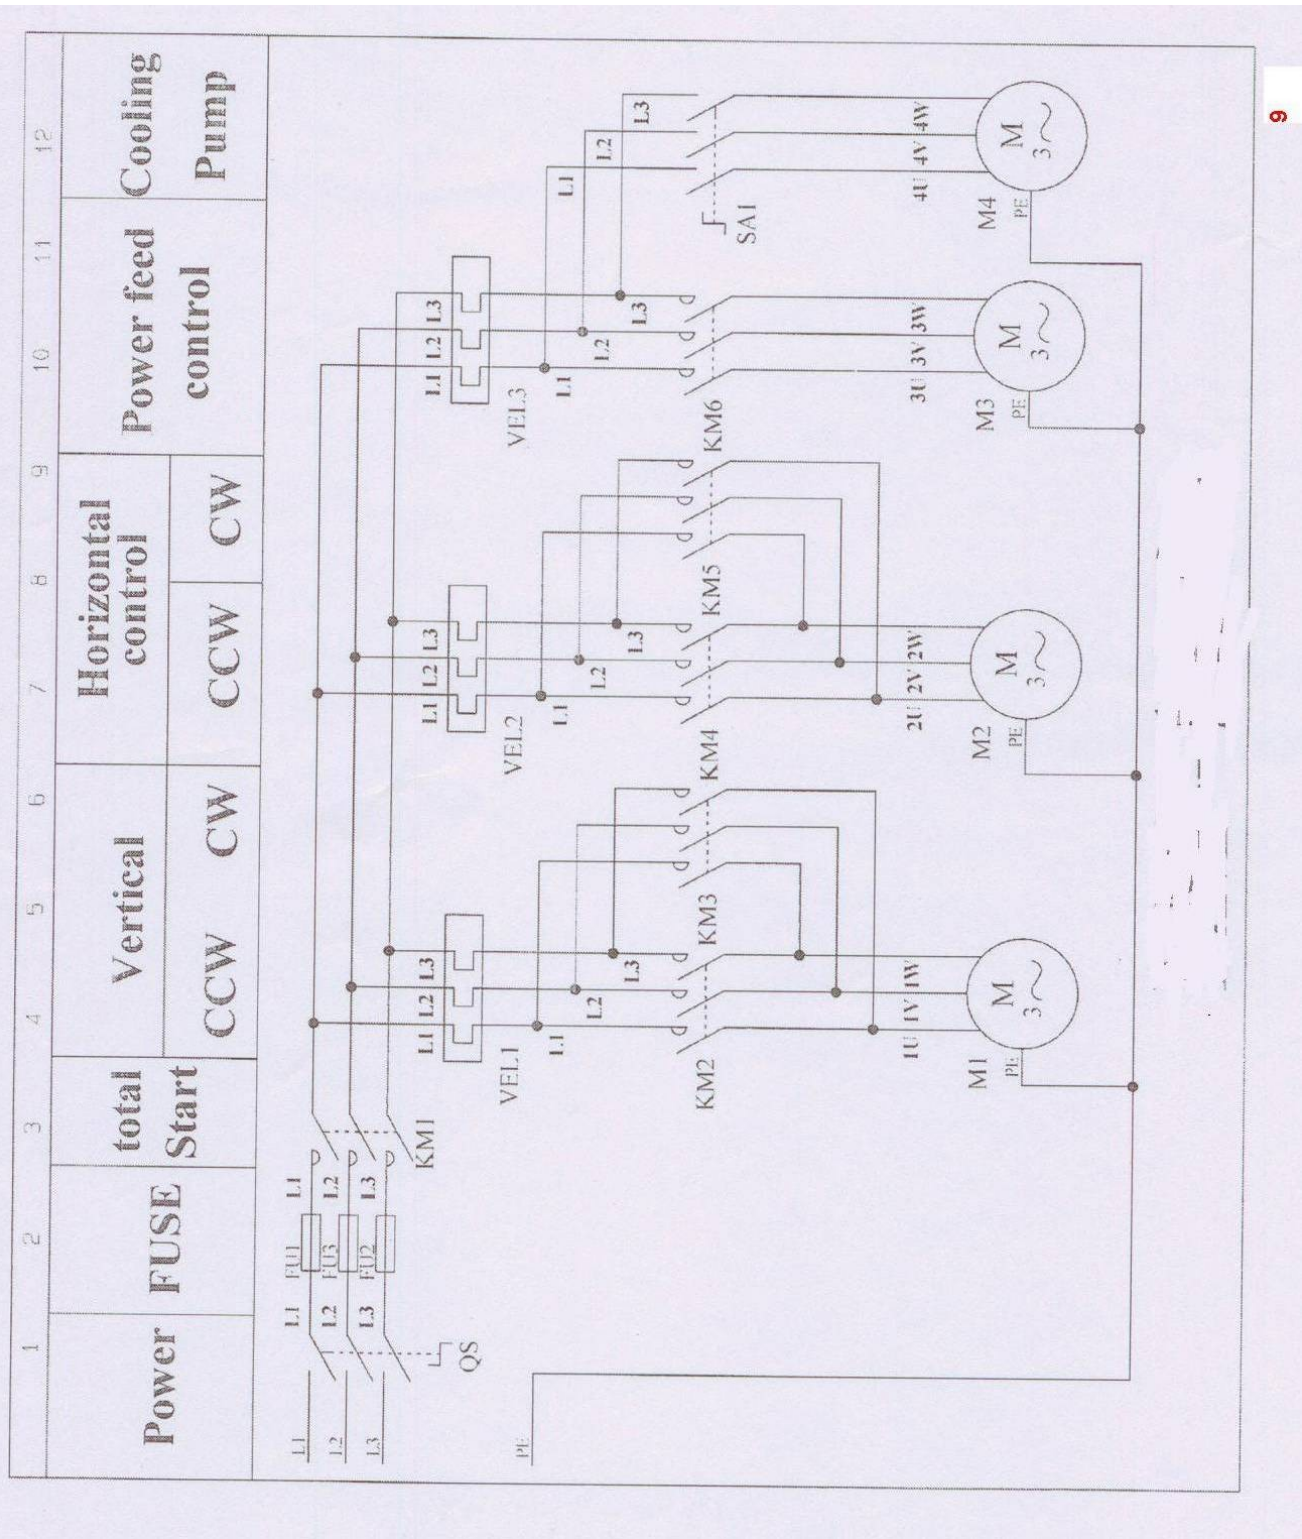 1 2 3 4 5 6 7 8 9 10 11 12
Power
FUSE
total
Start
Vertical
CCW CW
Horizontal
control
CCW CW
Power feed
control
Cooling
Pump
L1
L2
L3
PE
QS
L1
L2
L3
FU1
FU3
FU2
L1
L2
L3
KM1
L1 L2 L3
VEL1
L1
L2
L3
KM2
KM3
1U 1V 1W
M1
PE
M
3~
L1 L2 L3
VEL2
L1
L2
L3
KM4
KM5
2U 2V 2W
M2
PE
M
3~
L1 L2 L3
VEL3
L1
L2
L3
KM6
3U 3V 3W
M3
PE
M
3~
L1
L2
L3
SA1
4U 4V 4W
M4
PE
M
3~
9